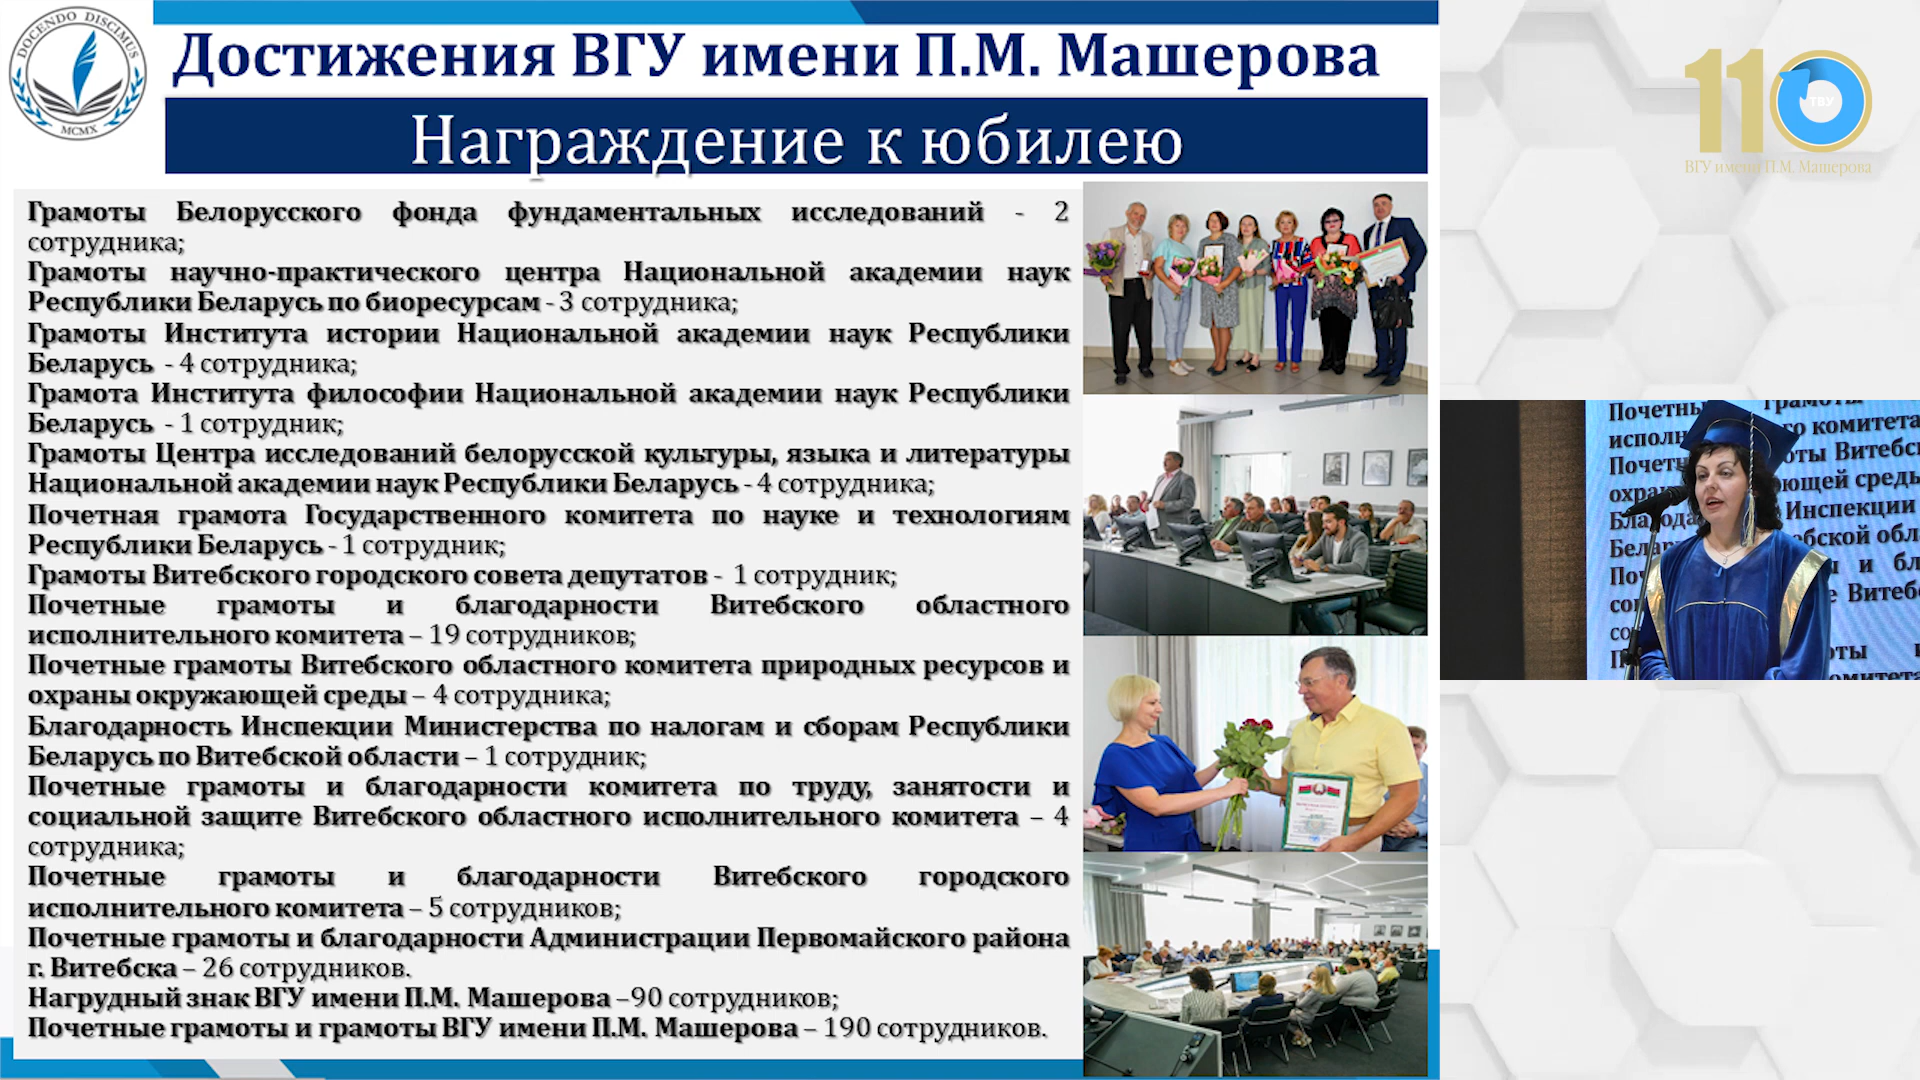 DOCENDO DISCIMUS
MCMX
Достижения ВГУ имени П.М. Машерова
Награждение к юбилею
Грамоты Белорусского фонда фундаментальных исследований - 2
сотрудника;
Грамоты научно-практического центра Национальной академии наук
Республики Беларусь по биоресурсам - 3 сотрудника;
Грамоты Института истории Национальной академии наук Республики
Беларусь - 4 сотрудника;
Грамота Института философии Национальной академии наук Республики
Беларусь - 1 сотрудник;
Грамоты Центра исследований белорусской культуры, языка и литературы
Национальной академии наук Республики Беларусь - 4 сотрудника;
Почетная грамота Государственного комитета по науке и технологиям
Республики Беларусь - 1 сотрудник;
Грамоты Витебского городского совета депутатов - 1 сотрудник;
Почетные грамоты и благодарности Витебского областного
исполнительного комитета – 19 сотрудников;
Почетные грамоты Витебского областного комитета природных ресурсов и
охраны окружающей среды – 4 сотрудника;
Благодарность Инспекции Министерства по налогам и сборам Республики
Беларусь по Витебской области – 1 сотрудник;
Почетные грамоты и благодарности комитета по труду, занятости и
социальной защите Витебского областного исполнительного комитета – 4
сотрудника;
Почетные грамоты и благодарности Витебского городского
исполнительного комитета – 5 сотрудников;
Почетные грамоты и благодарности Администрации Первомайского района
г. Витебска – 26 сотрудников.
Нагрудный знак ВГУ имени П.М. Машерова –90 сотрудников;
Почетные грамоты и грамоты ВГУ имени П.М. Машерова – 190 сотрудников.
110
ТВУ
ВГУ имени П.М. Машерова
комитета
Инспекции
и